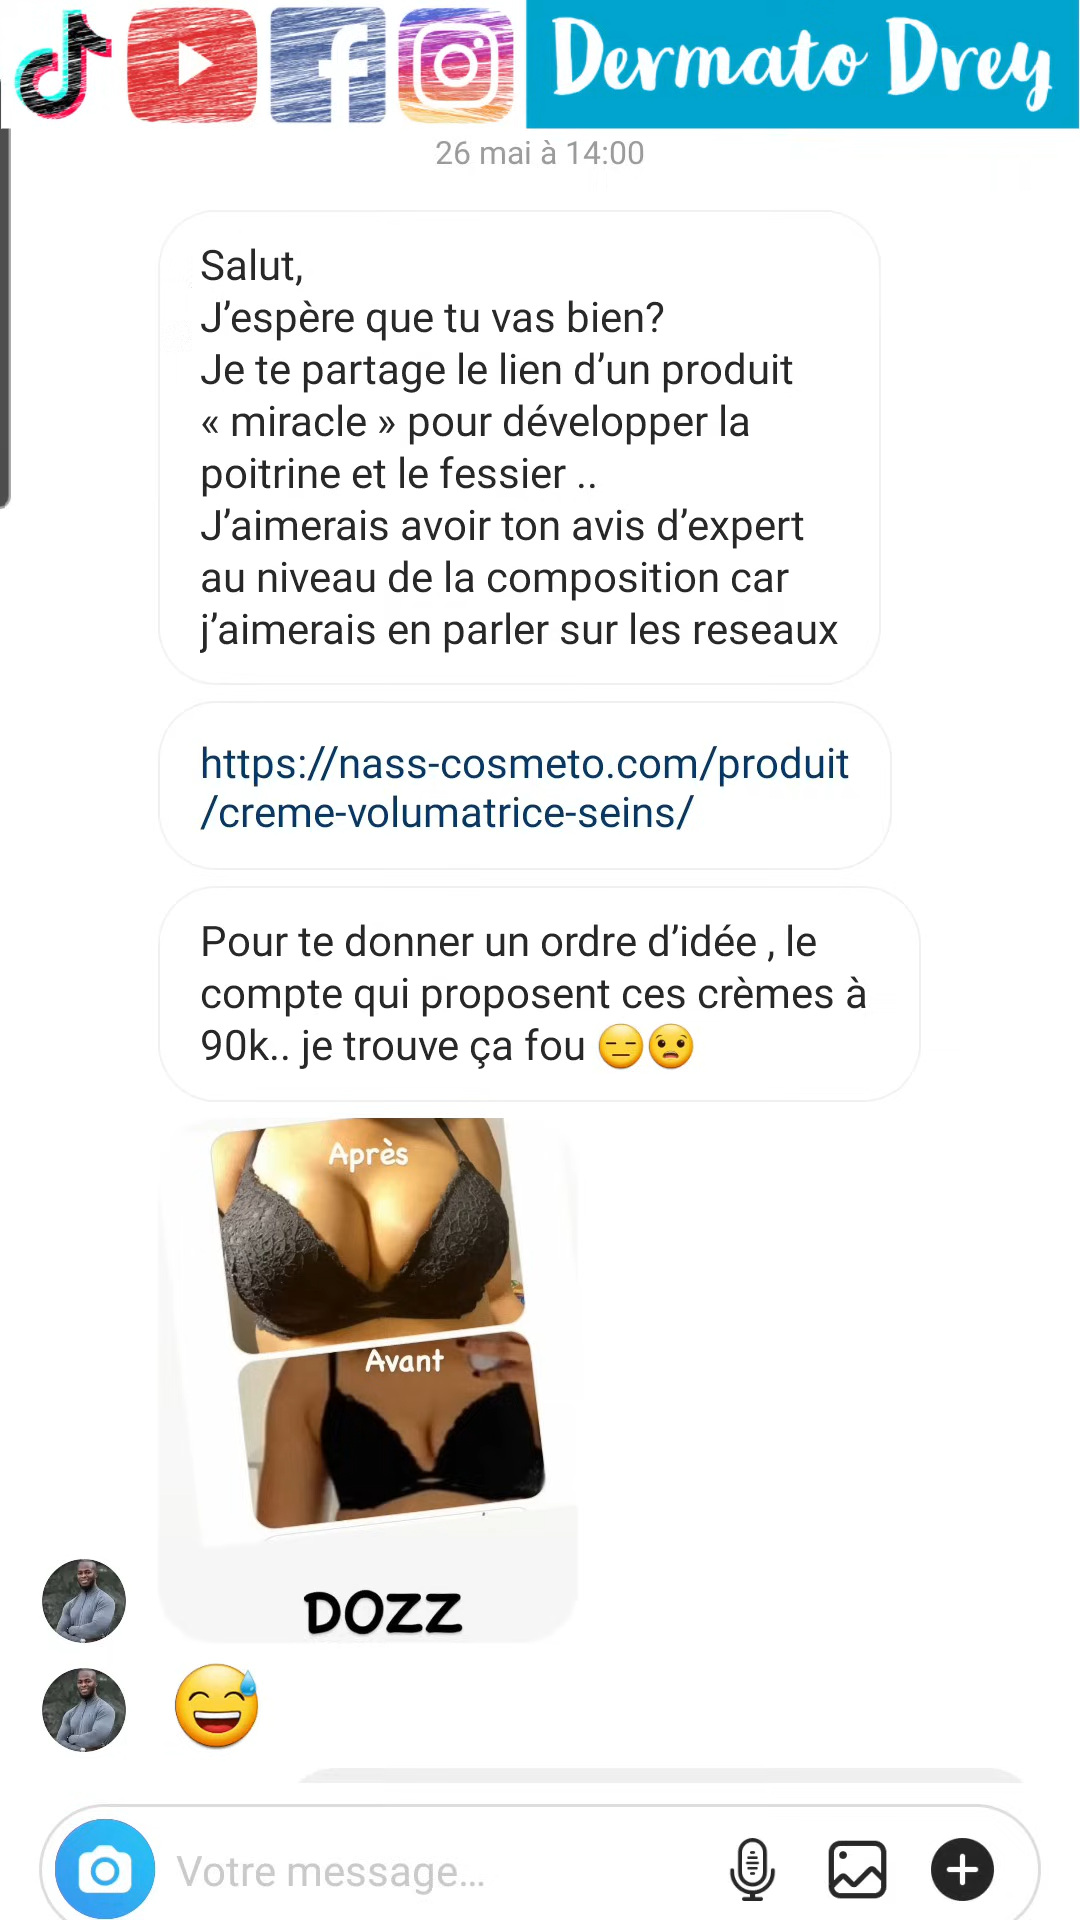 Dermato Drey
26 mai à 14:00
Salut,
J'espère que tu vas bien?
Je te partage le lien d'un produit
« miracle » pour développer la
poitrine et le fessier ..
J'aimerais avoir ton avis d'expert
au niveau de la composition car
j'aimerais en parler sur les reseaux
https://nass-cosmeto.com/produit
/creme-volumatrice-seins/
Pour te donner un ordre d'idée , le
compte qui proposent ces crèmes à
90k.. je trouve ça fou 😑😟
Après
Avant
DOZZ
😅
Votre message...